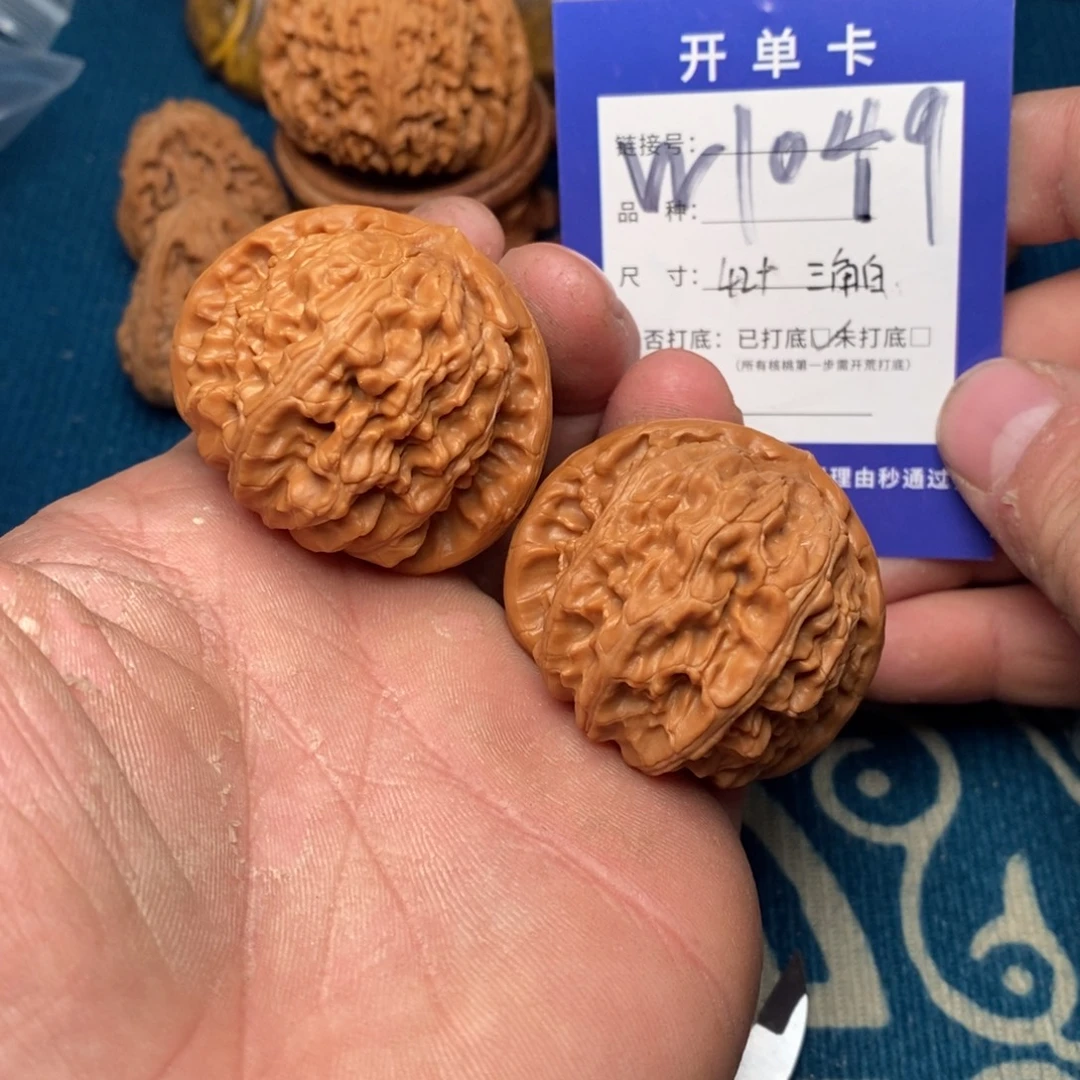 开单卡
链接号: W1049
品 种:
尺 寸: 42+ 三角白
否打底: 已打底☑未打底□
(所有核桃第一步需开荒打底)
理由秒通过